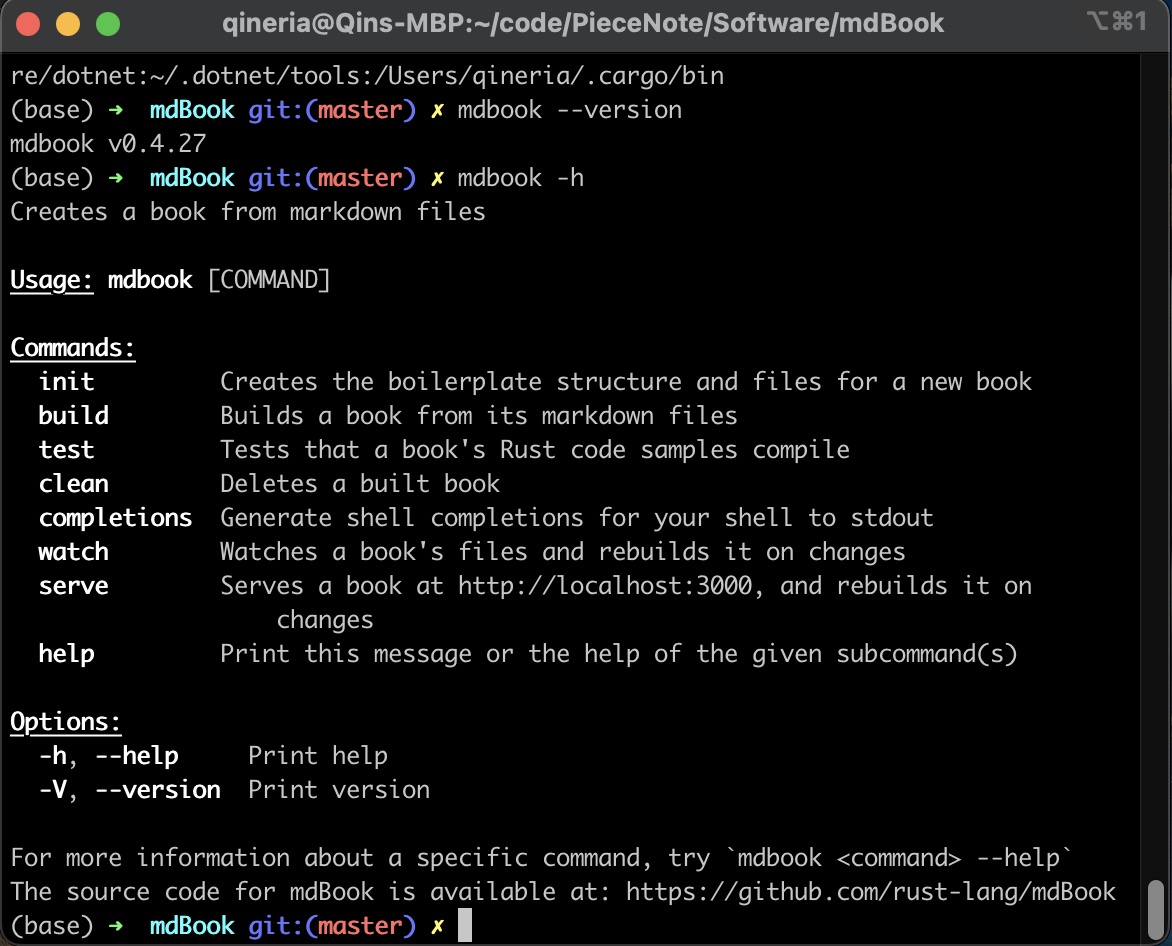 qineria@Qins-MBP:~/code/PieceNote/Software/mdBook ⌥⌘1
re/dotnet:~/.dotnet/tools:/Users/qineria/.cargo/bin
(base) ➜  mdBook git:(master) ✗ mdbook --version
mdbook v0.4.27
(base) ➜  mdBook git:(master) ✗ mdbook -h
Creates a book from markdown files

Usage: mdbook [COMMAND]

Commands:
  init         Creates the boilerplate structure and files for a new book
  build        Builds a book from its markdown files
  test         Tests that a book's Rust code samples compile
  clean        Deletes a built book
  completions  Generate shell completions for your shell to stdout
  watch        Watches a book's files and rebuilds it on changes
  serve        Serves a book at http://localhost:3000, and rebuilds it on
                   changes
  help         Print this message or the help of the given subcommand(s)

Options:
  -h, --help     Print help
  -V, --version  Print version

For more information about a specific command, try `mdbook <command> --help`
The source code for mdBook is available at: https://github.com/rust-lang/mdBook
(base) ➜  mdBook git:(master) ✗